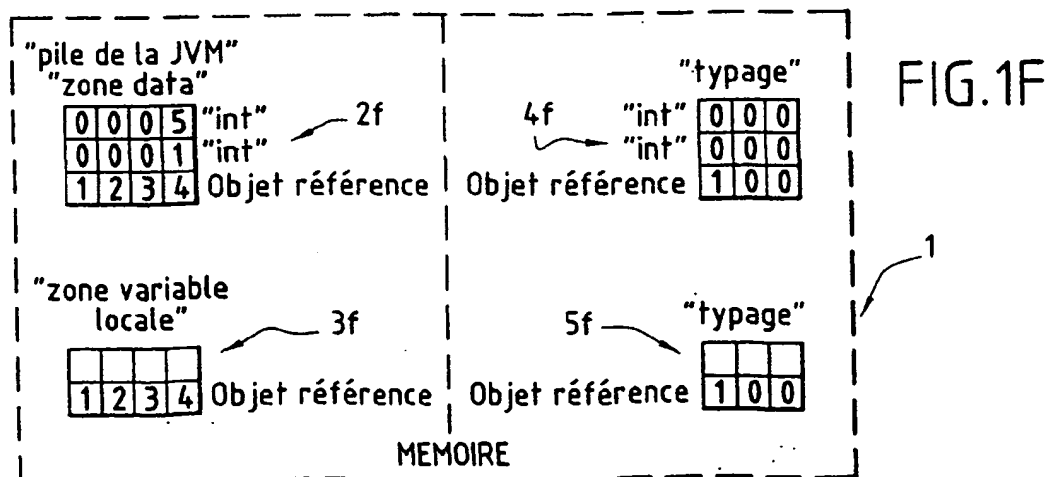 "pile de la JVM"
"zone data"
0 0 0 5 "int"
0 0 0 1 "int"
1 2 3 4 Objet référence
2f
"typage"
4f
"int" 0 0 0
"int" 0 0 0
Objet référence 1 0 0
FIG.1F
1
"zone variable
locale"
3f
1 2 3 4 Objet référence
"typage"
5f
Objet référence 1 0 0
MEMOIRE